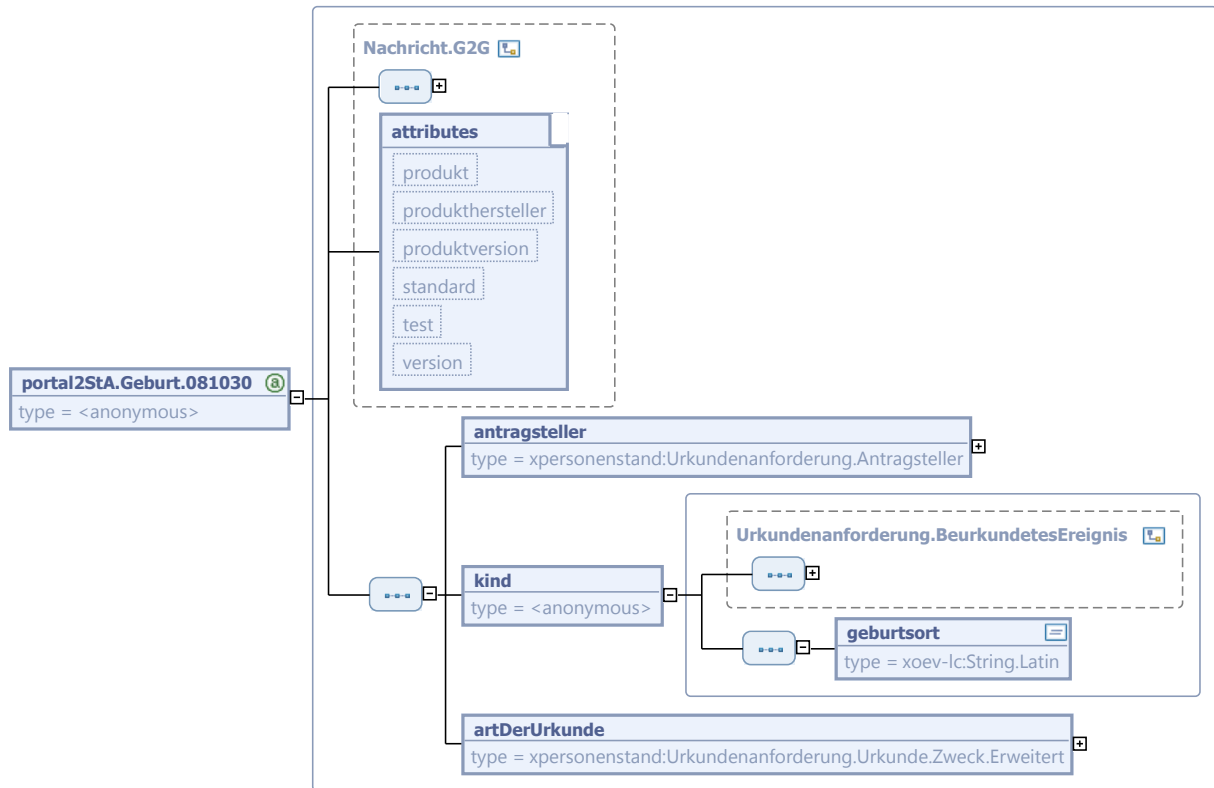 Nachricht.G2G
attributes
produkt
produkthersteller
produktversion
standard
test
version
portal2StA.Geburt.081030 a
type = <anonymous>
antragsteller
type = xpersonenstand:Urkundenanforderung.Antragsteller
kind
type = <anonymous>
Urkundenanforderung.BeurkundetesEreignis
geburtsort
type = xoev-lc:String.Latin
artDerUrkunde
type = xpersonenstand:Urkundenanforderung.Urkunde.Zweck.Erweitert